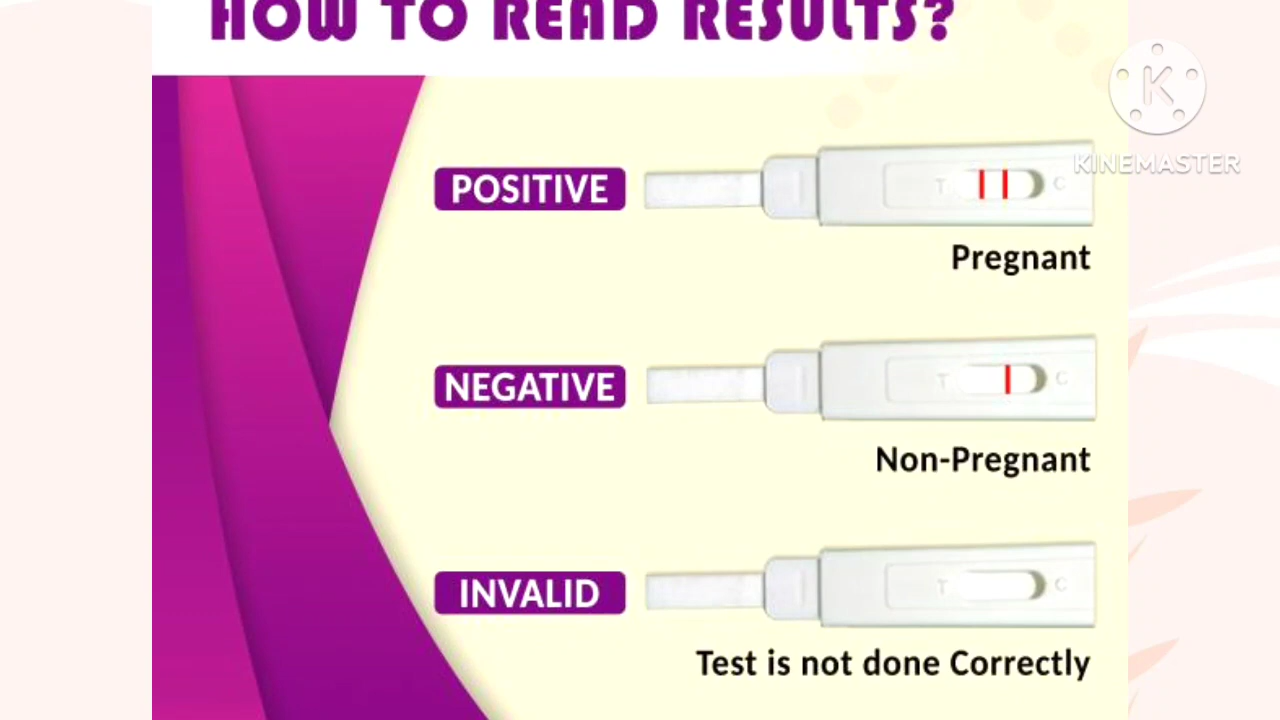 HOW TO READ RESULTS?
K
KINEMASTER
POSITIVE
T C
Pregnant
NEGATIVE
T C
Non-Pregnant
INVALID
T C
Test is not done Correctly